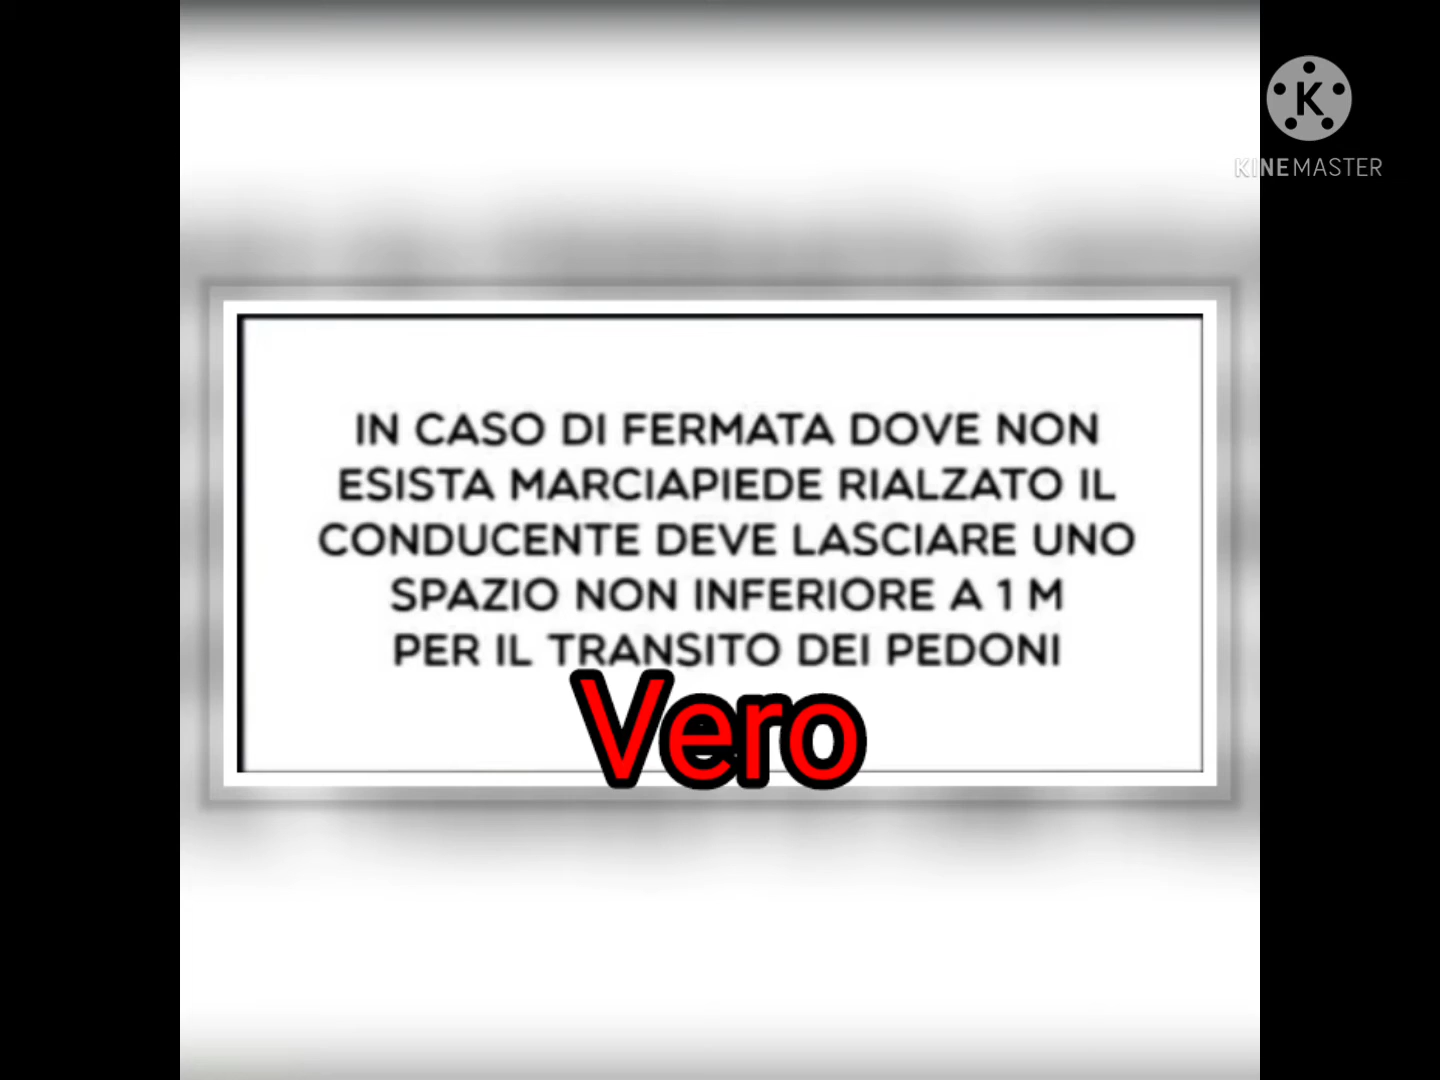 KINEMASTER
IN CASO DI FERMATA DOVE NON
ESISTA MARCIAPIEDE RIALZATO IL
CONDUCENTE DEVE LASCIARE UNO
SPAZIO NON INFERIORE A 1 M
PER IL TRANSITO DEI PEDONI
Vero